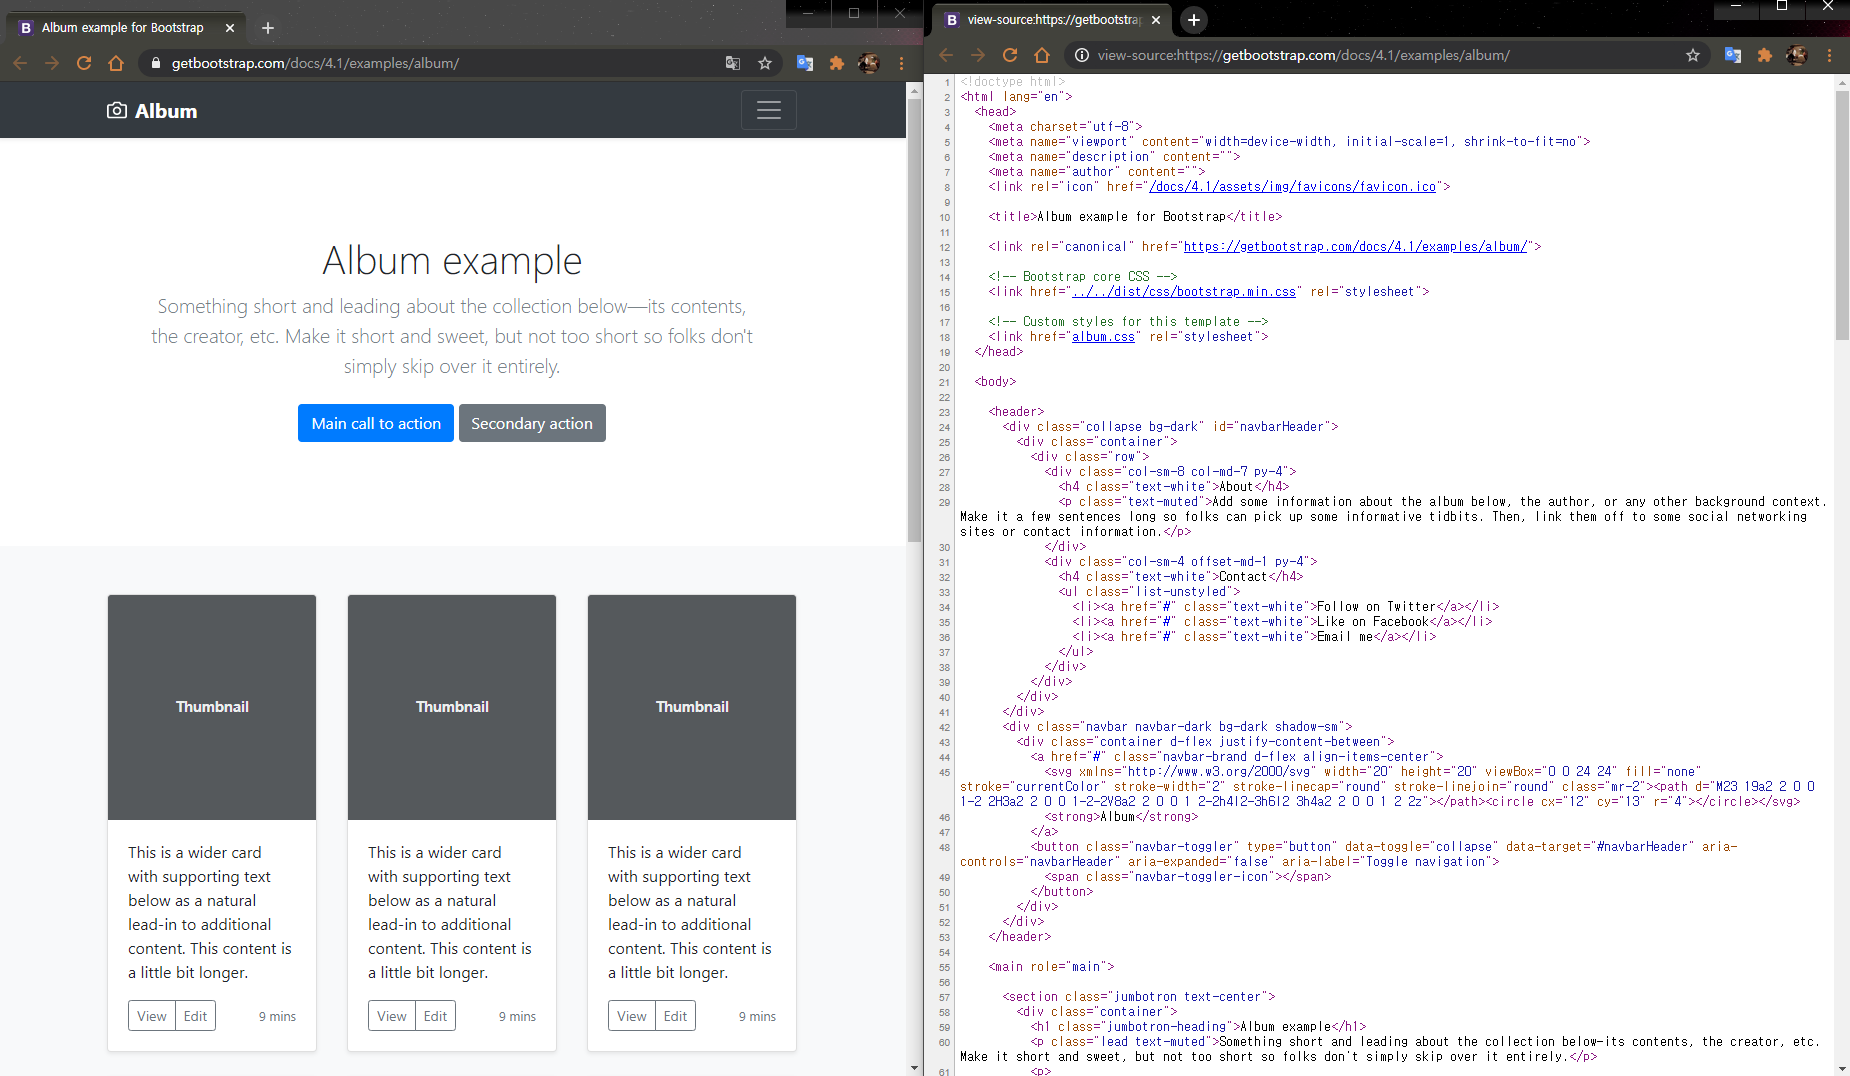 Album example for Bootstrap
getbootstrap.com/docs/4.1/examples/album/
Album
Album example
Something short and leading about the collection below—its contents,
the creator, etc. Make it short and sweet, but not too short so folks don't
simply skip over it entirely.
Main call to action
Secondary action
Thumbnail
This is a wider card
with supporting text
below as a natural
lead-in to additional
content. This content is
a little bit longer.
View
Edit
9 mins
Thumbnail
This is a wider card
with supporting text
below as a natural
lead-in to additional
content. This content is
a little bit longer.
View
Edit
9 mins
Thumbnail
This is a wider card
with supporting text
below as a natural
lead-in to additional
content. This content is
a little bit longer.
View
Edit
9 mins
view-source:https://getbootstra
view-source:https://getbootstrap.com/docs/4.1/examples/album/
1 <!doctype html>
2 <html lang="en">
3 <head>
4 <meta charset="utf-8">
5 <meta name="viewport" content="width=device-width, initial-scale=1, shrink-to-fit=no">
6 <meta name="description" content="">
7 <meta name="author" content="">
8 <link rel="icon" href="/docs/4.1/assets/img/favicons/favicon.ico">
9
10 <title>Album example for Bootstrap</title>
11
12 <link rel="canonical" href="https://getbootstrap.com/docs/4.1/examples/album/">
13
14 <!-- Bootstrap core CSS -->
15 <link href="../../dist/css/bootstrap.min.css" rel="stylesheet">
16
17 <!-- Custom styles for this template -->
18 <link href="album.css" rel="stylesheet">
19 </head>
20
21 <body>
22
23 <header>
24 <div class="collapse bg-dark" id="navbarHeader">
25 <div class="container">
26 <div class="row">
27 <div class="col-sm-8 col-md-7 py-4">
28 <h4 class="text-white">About</h4>
29 <p class="text-muted">Add some information about the album below, the author, or any other background context.
Make it a few sentences long so folks can pick up some informative tidbits. Then, link them off to some social networking
sites or contact information.</p>
30 </div>
31 <div class="col-sm-4 offset-md-1 py-4">
32 <h4 class="text-white">Contact</h4>
33 <ul class="list-unstyled">
34 <li><a href="#" class="text-white">Follow on Twitter</a></li>
35 <li><a href="#" class="text-white">Like on Facebook</a></li>
36 <li><a href="#" class="text-white">Email me</a></li>
37 </ul>
38 </div>
39 </div>
40 </div>
41 </div>
42 <div class="navbar navbar-dark bg-dark shadow-sm">
43 <div class="container d-flex justify-content-between">
44 <a href="#" class="navbar-brand d-flex align-items-center">
45 <svg xmlns="http://www.w3.org/2000/svg" width="20" height="20" viewBox="0 0 24 24" fill="none"
stroke="currentColor" stroke-width="2" stroke-linecap="round" stroke-linejoin="round" class="mr-2"><path d="M23 19a2 2 0 0
1-2 2H3a2 2 0 0 1-2-2V8a2 2 0 0 1 2-2h4l2-3h6l2 3h4a2 2 0 0 1 2 2z"></path><circle cx="12" cy="13" r="4"></circle></svg>
46 <strong>Album</strong>
47 </a>
48 <button class="navbar-toggler" type="button" data-toggle="collapse" data-target="#navbarHeader" aria-
controls="navbarHeader" aria-expanded="false" aria-label="Toggle navigation">
49 <span class="navbar-toggler-icon"></span>
50 </button>
51 </div>
52 </div>
53 </header>
54
55 <main role="main">
56
57 <section class="jumbotron text-center">
58 <div class="container">
59 <h1 class="jumbotron-heading">Album example</h1>
60 <p class="lead text-muted">Something short and leading about the collection below—its contents, the creator, etc.
Make it short and sweet, but not too short so folks don't simply skip over it entirely.</p>
61 <p>